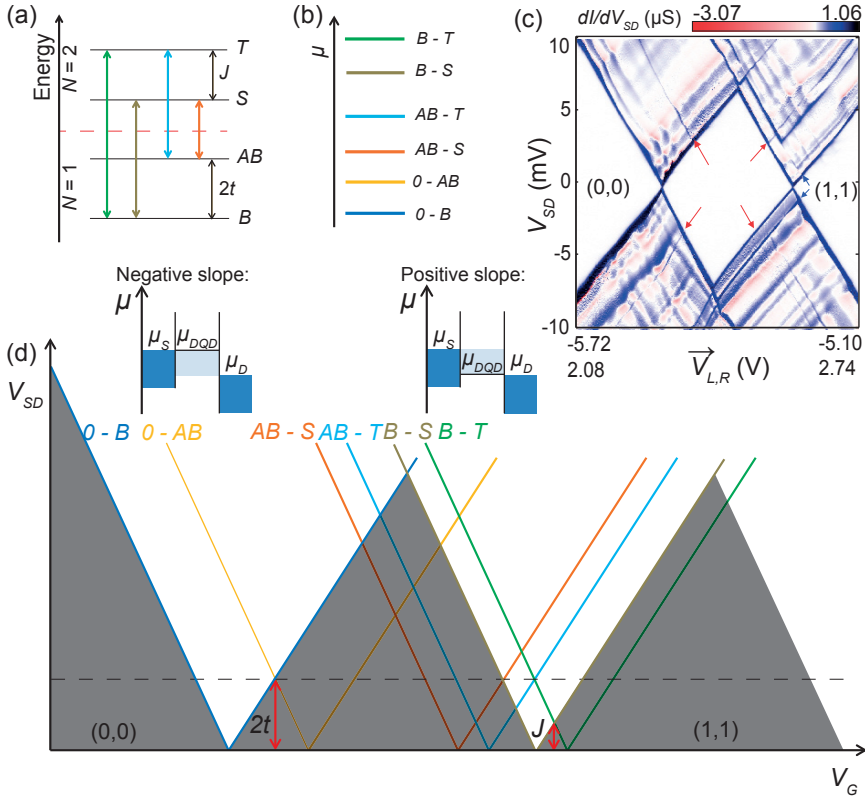 (a)
Energy
N = 2
N = 1
T
J
S
AB
2t
B
(b)
μ
B - T
B - S
AB - T
AB - S
0 - AB
0 - B
(c)
dI/dV_SD (μS)
-3.07
1.06
10
5
0
-5
-10
V_SD (mV)
(0,0)
(1,1)
-5.72
-5.10
2.08
V_L,R (V)
2.74
Negative slope:
μ
μ_S
μ_DQD
μ_D
Positive slope:
μ
μ_S
μ_DQD
μ_D
(d)
V_SD
0 - B 0 - AB AB - S AB - T B - S B - T
2t
J
(0,0)
(1,1)
V_G